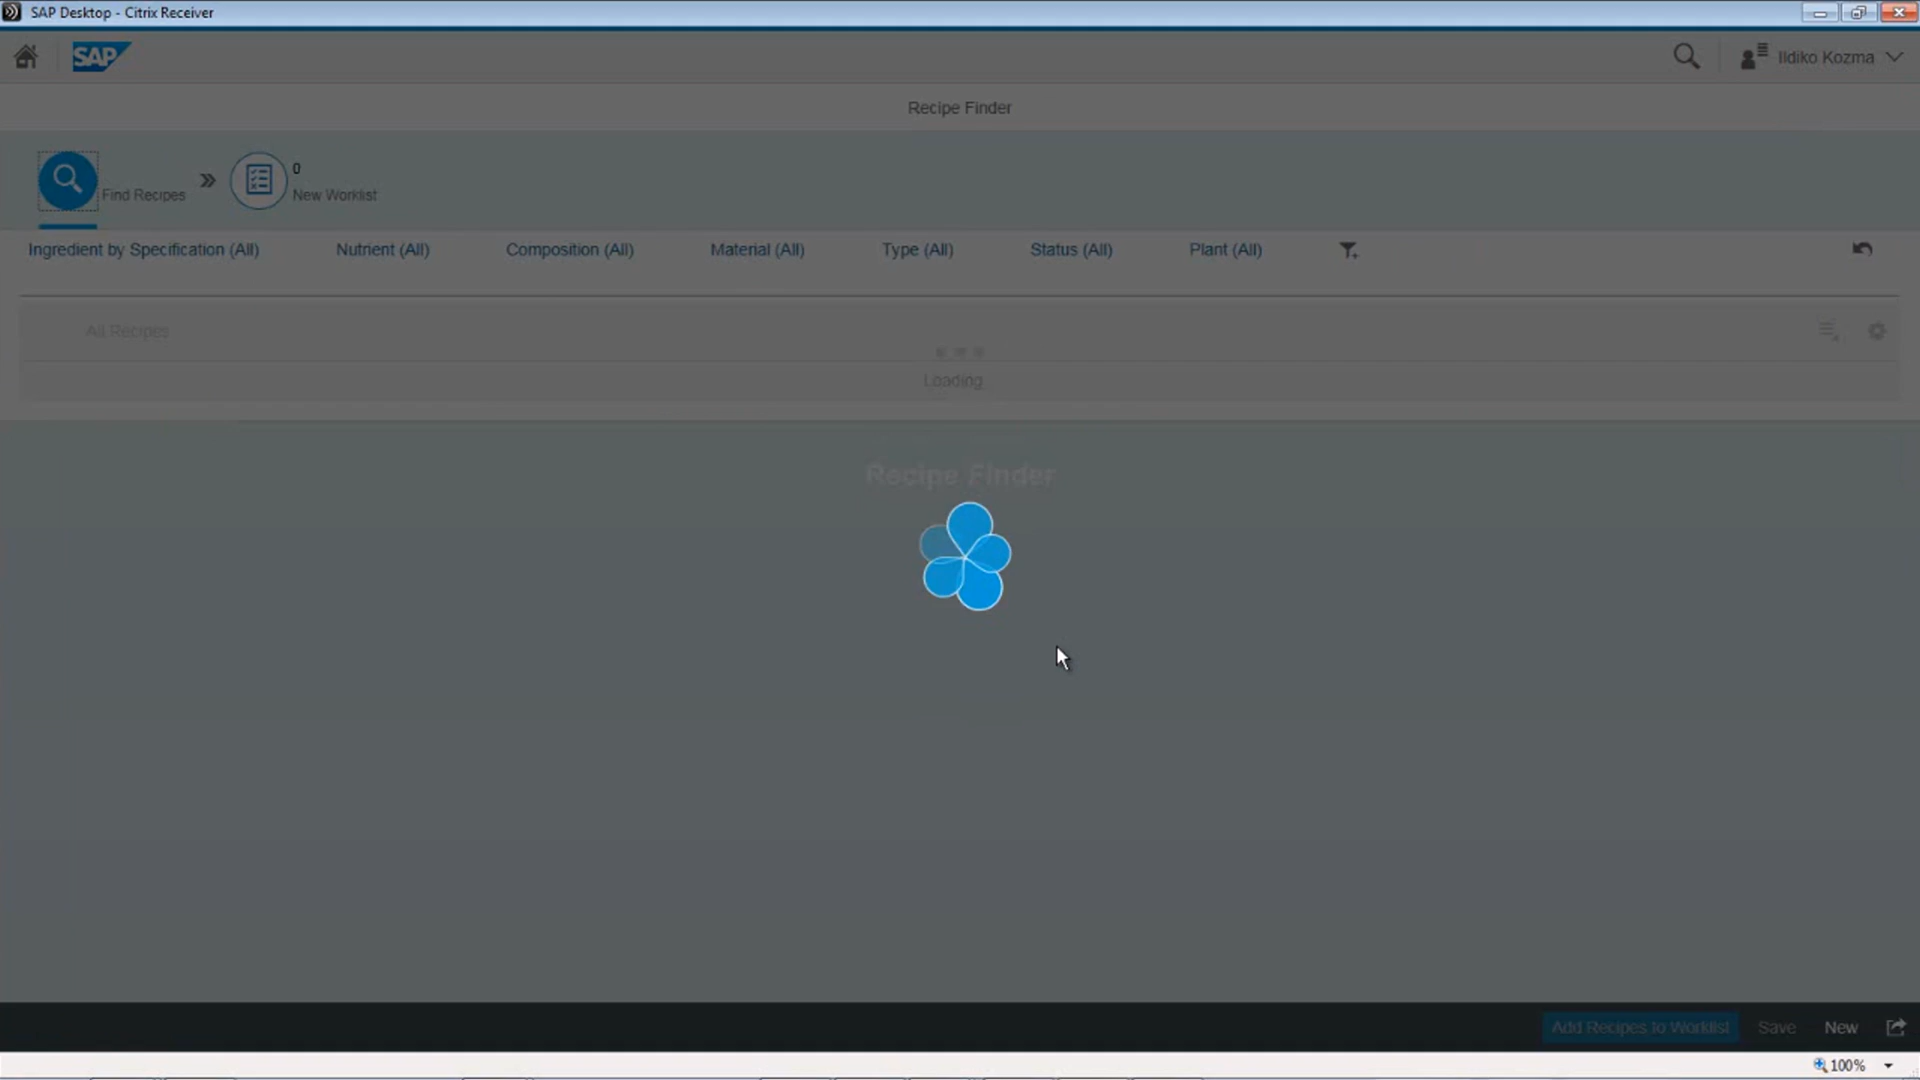 SAP Desktop - Citrix Receiver
SAP
Ildiko Kozma
Recipe Finder
0
Find Recipes
New Worklist
Ingredient by Specification (All) Nutrient (All) Composition (All) Material (All) Type (All) Status (All) Plant (All)
All Recipes
Loading
Recipe Finder
Add Recipes to Worklist Save New
100%